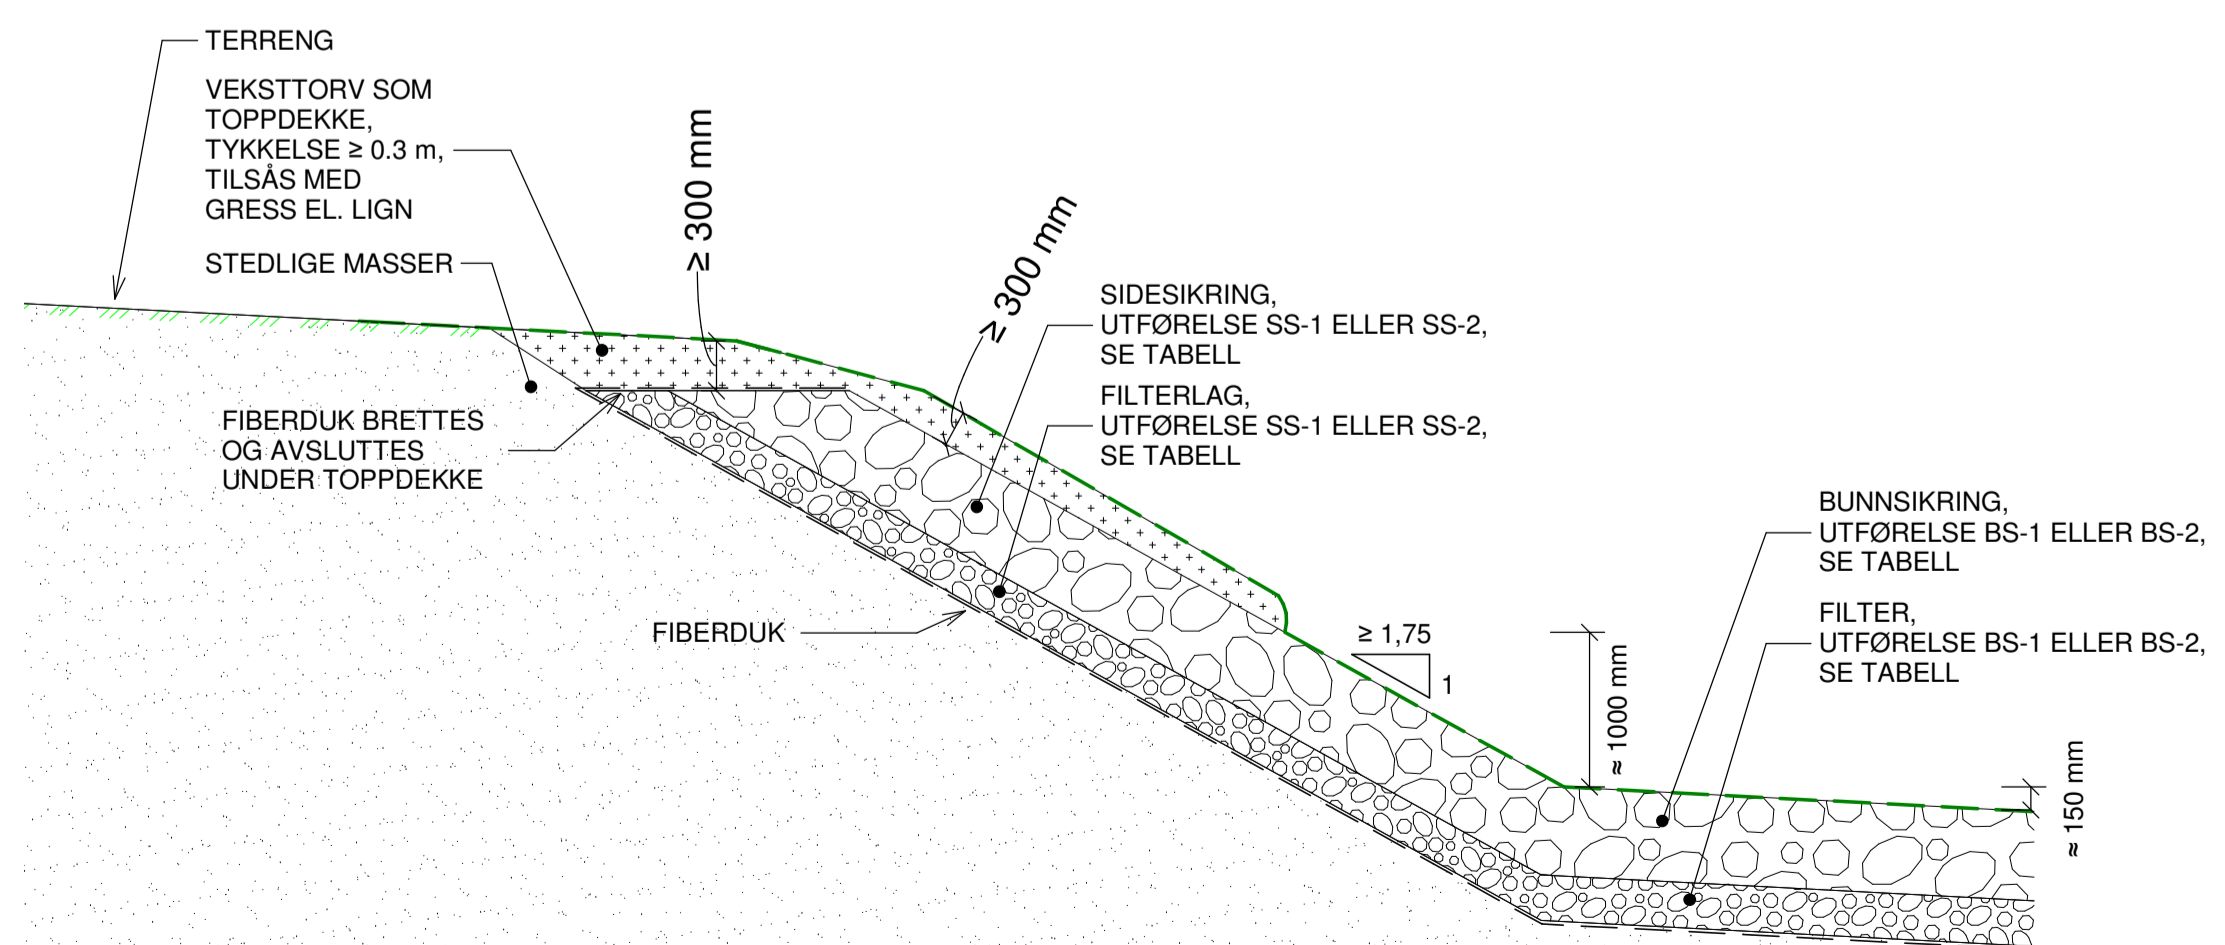 TERRENG
VEKSTTORV SOM
TOPPDEKKE,
TYKKELSE ≥ 0.3 m,
TILSÅS MED
GRESS EL. LIGN
STEDLIGE MASSER
≥ 300 mm
≥ 300 mm
SIDESIKRING,
UTFØRELSE SS-1 ELLER SS-2,
SE TABELL
FILTERLAG,
UTFØRELSE SS-1 ELLER SS-2,
SE TABELL
FIBERDUK BRETTES
OG AVSLUTTES
UNDER TOPPDEKKE
FIBERDUK
≥ 1,75
1
≈ 1000 mm
BUNNSIKRING,
UTFØRELSE BS-1 ELLER BS-2,
SE TABELL
FILTER,
UTFØRELSE BS-1 ELLER BS-2,
SE TABELL
≈ 150 mm